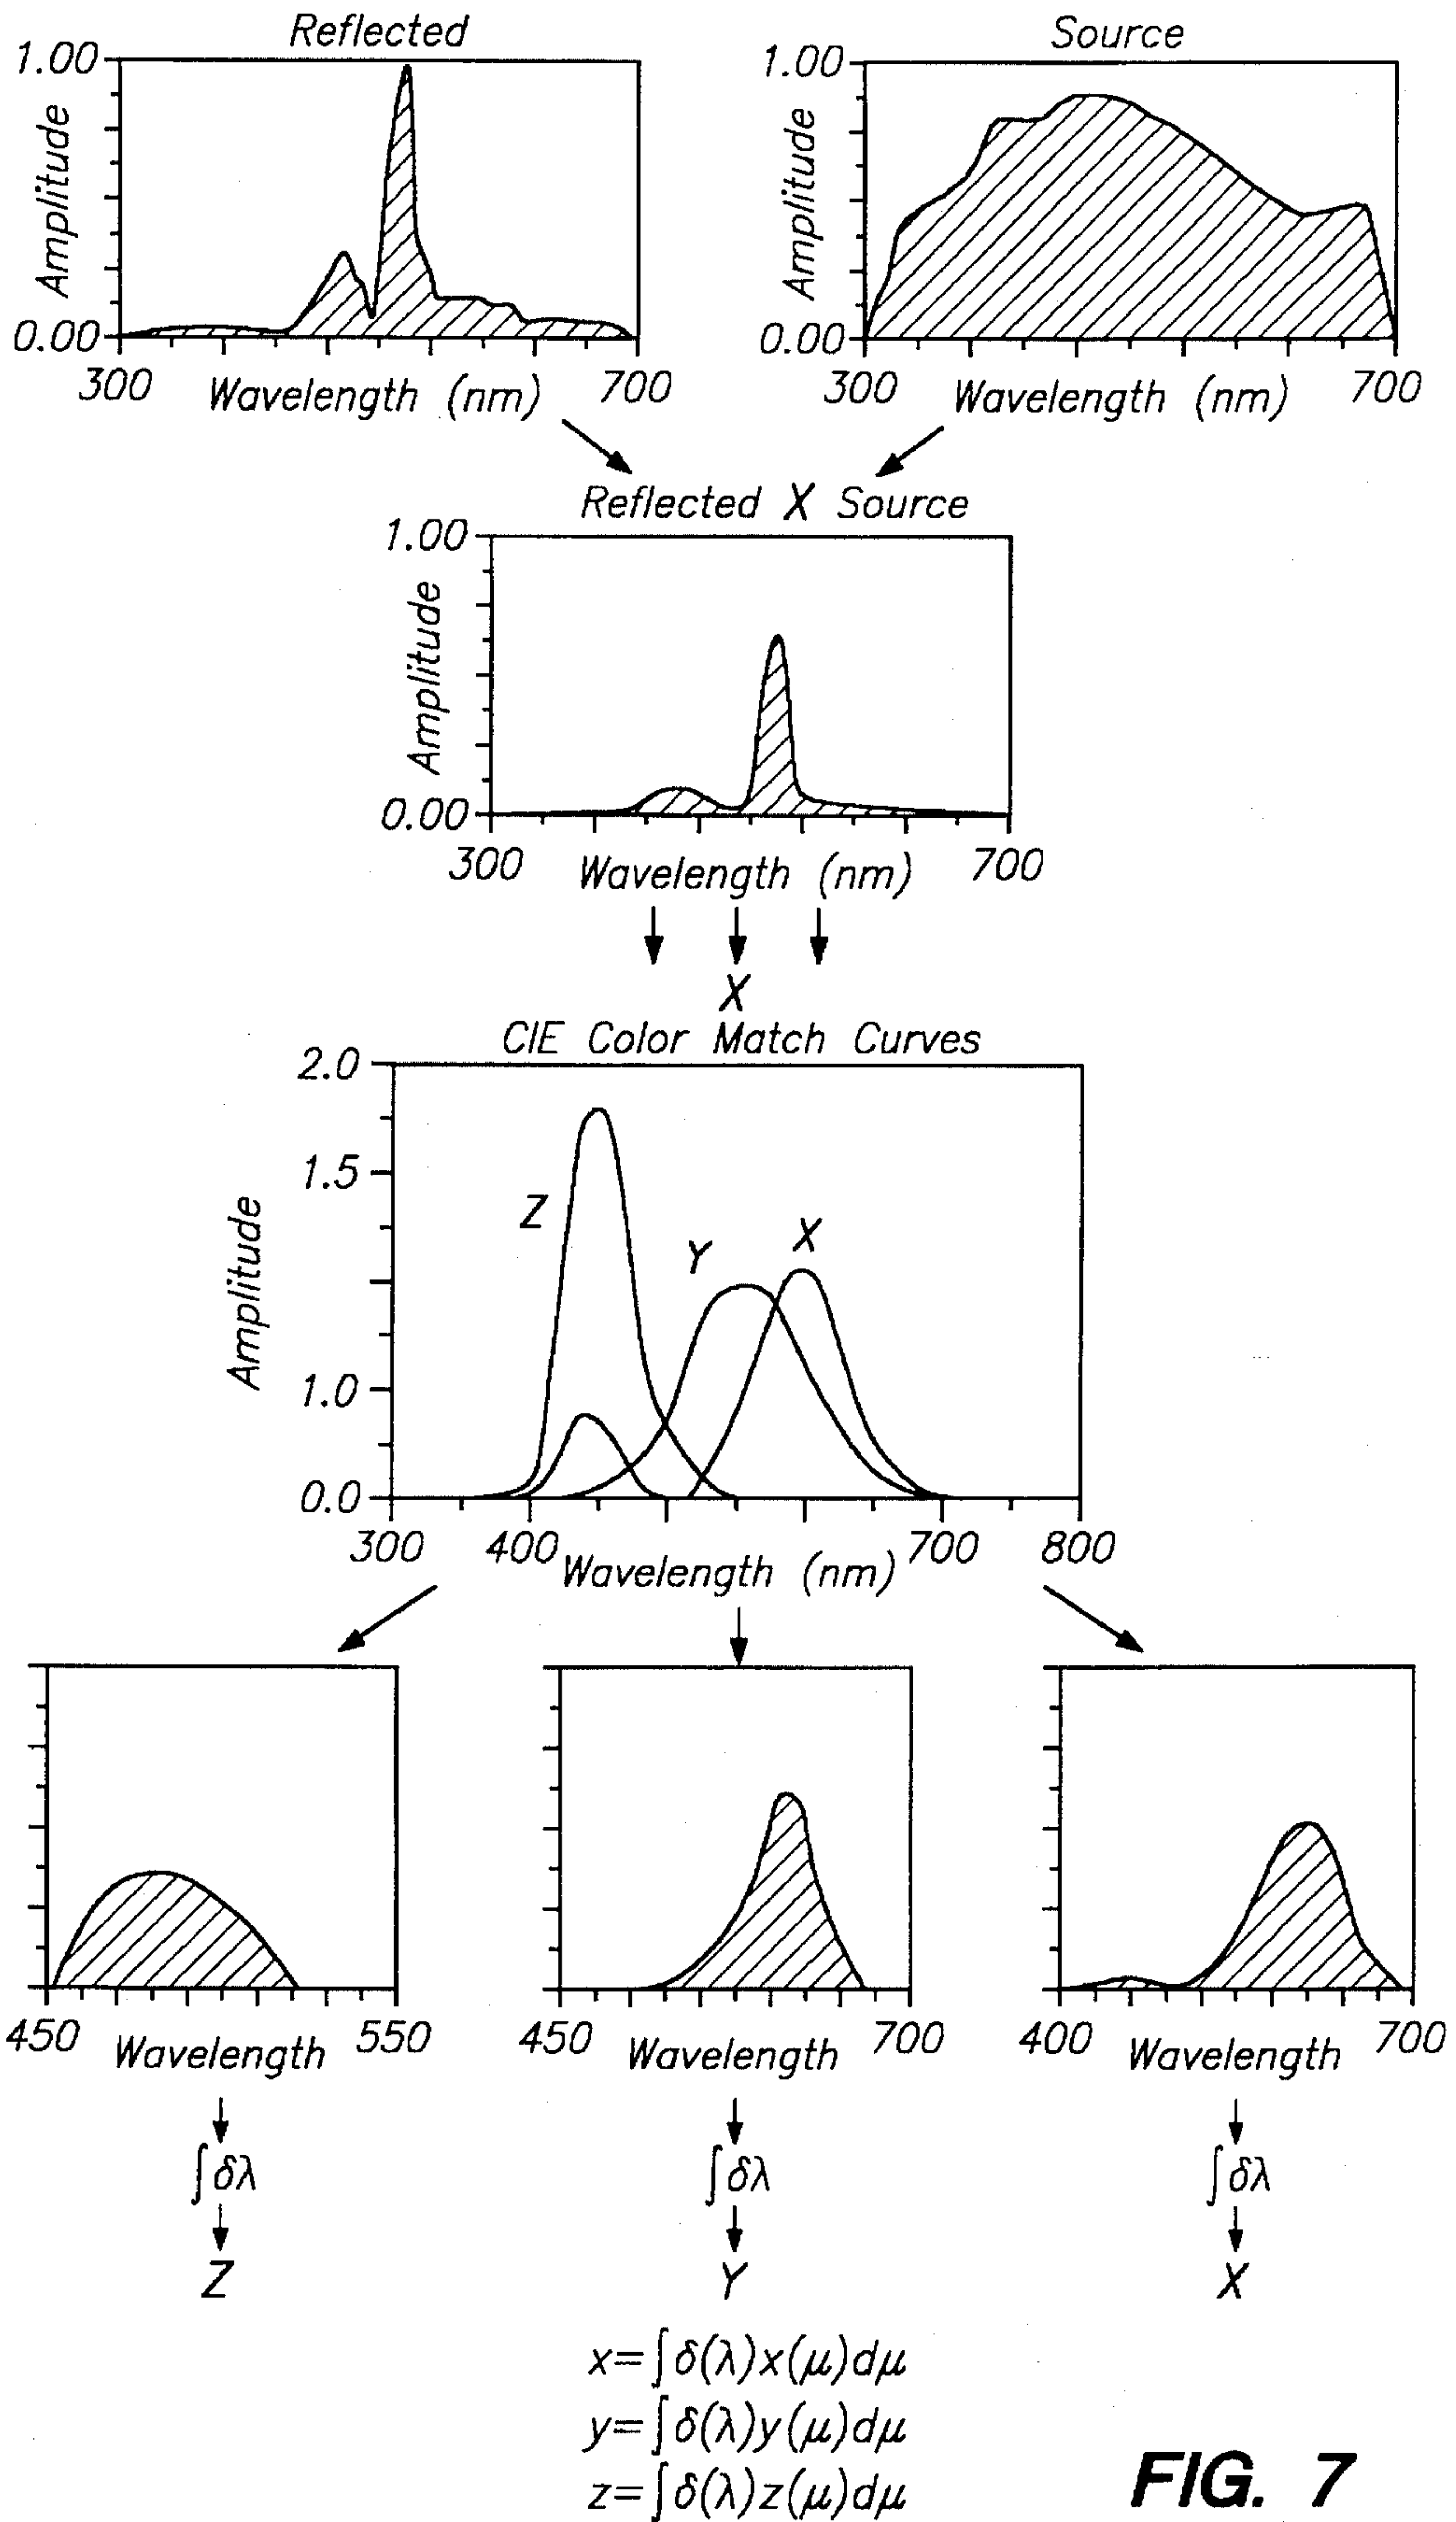 Reflected
1.00
Amplitude
0.00
300
Wavelength (nm)
700
Source
1.00
Amplitude
0.00
300
Wavelength (nm)
700
Reflected X Source
1.00
Amplitude
0.00
300
Wavelength (nm)
700
X
CIE Color Match Curves
2.0
1.5
1.0
0.0
Amplitude
Z
Y
X
300
400
Wavelength (nm)
700
800
450
Wavelength
550
450
Wavelength
700
400
Wavelength
700
∫δλ
∫δλ
∫δλ
Z
Y
X
x=∫δ(λ)x(μ)dμ
y=∫δ(λ)y(μ)dμ
z=∫δ(λ)z(μ)dμ
FIG. 7